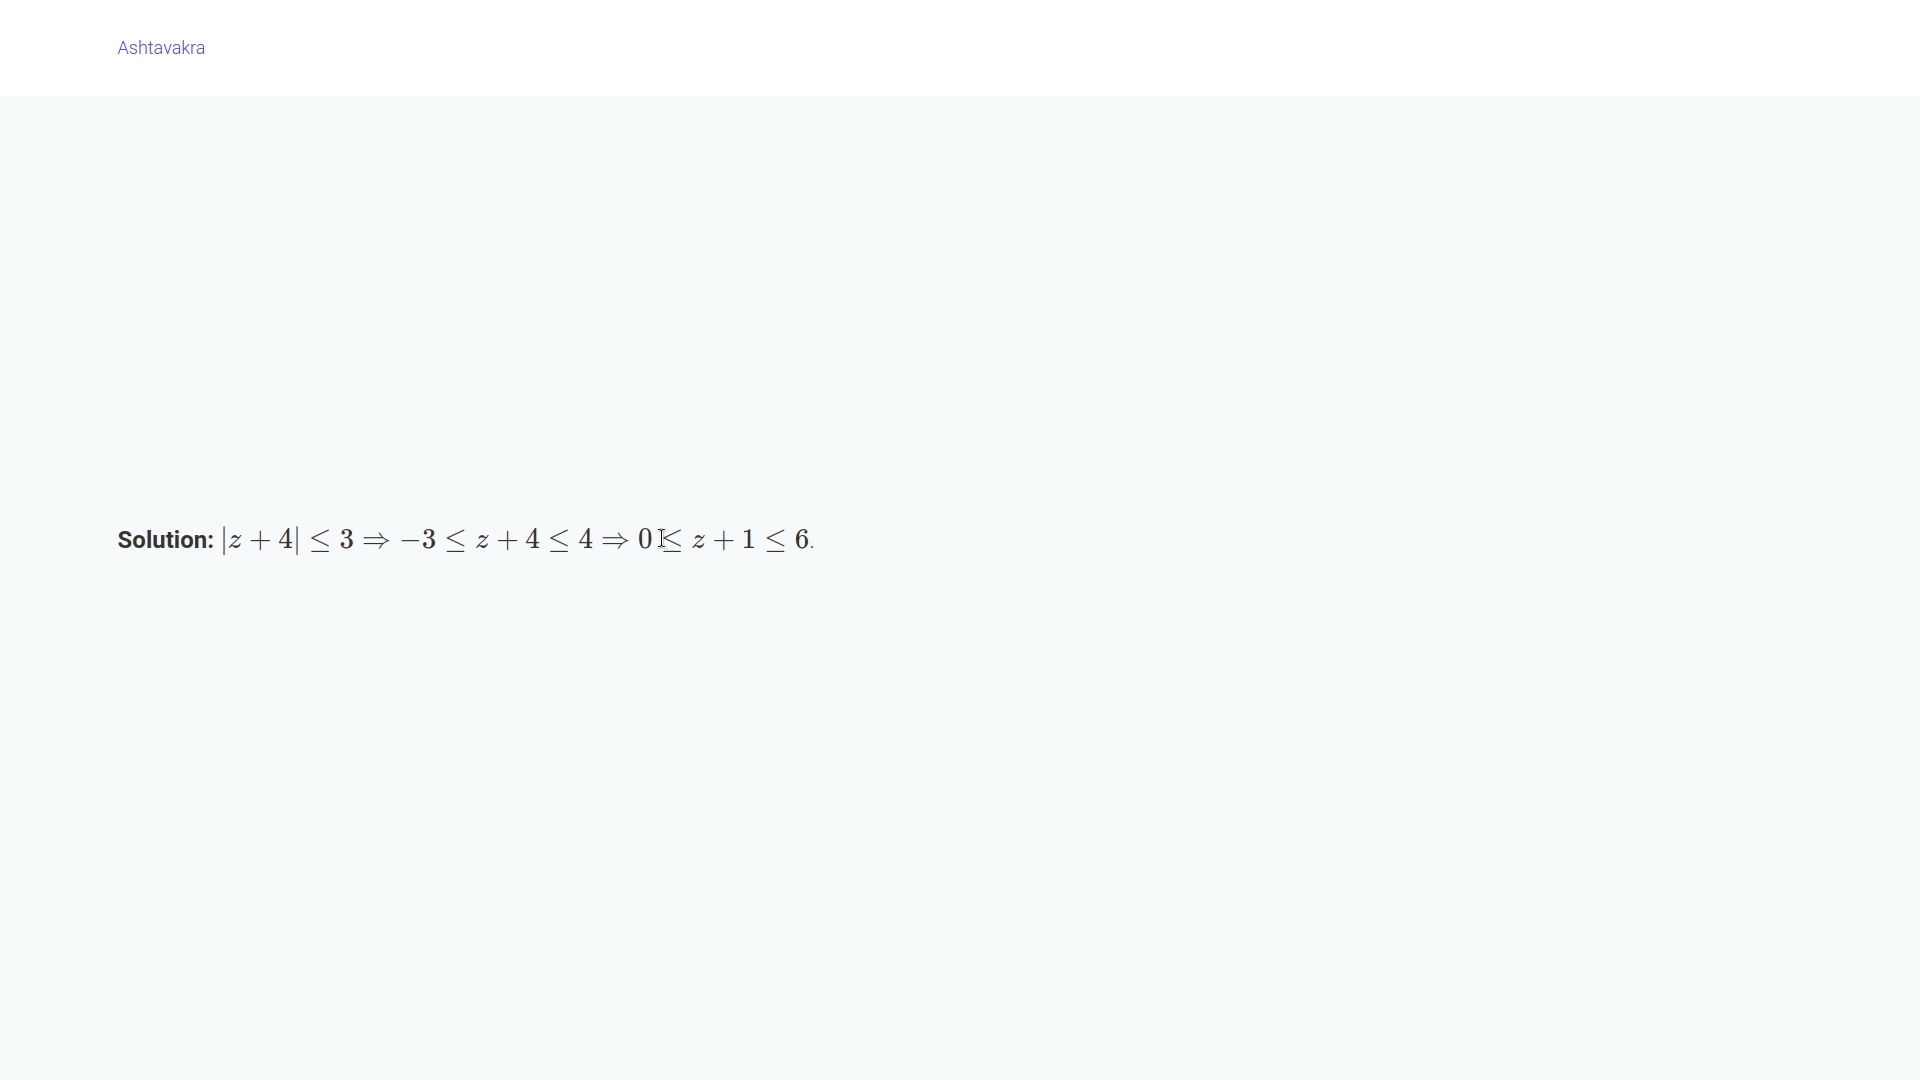 Ashtavakra
Solution: |z + 4| ≤ 3 ⇒ −3 ≤ z + 4 ≤ 4 ⇒ 0 ≤ z + 1 ≤ 6.